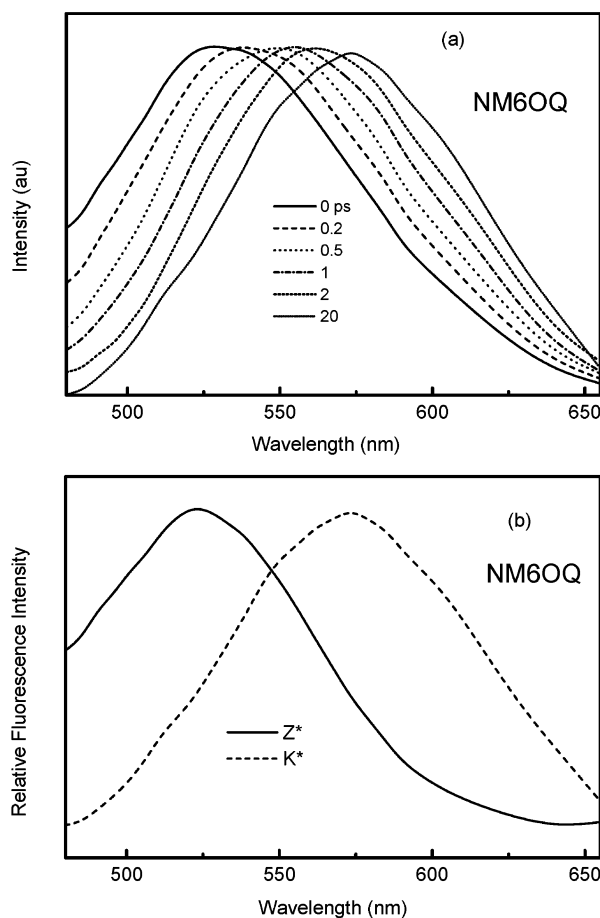 (a)
NM6OQ
0 ps
0.2
0.5
1
2
20
Intensity (au)
500 550 600 650
Wavelength (nm)
(b)
NM6OQ
Z*
K*
Relative Fluorescence Intensity
500 550 600 650
Wavelength (nm)